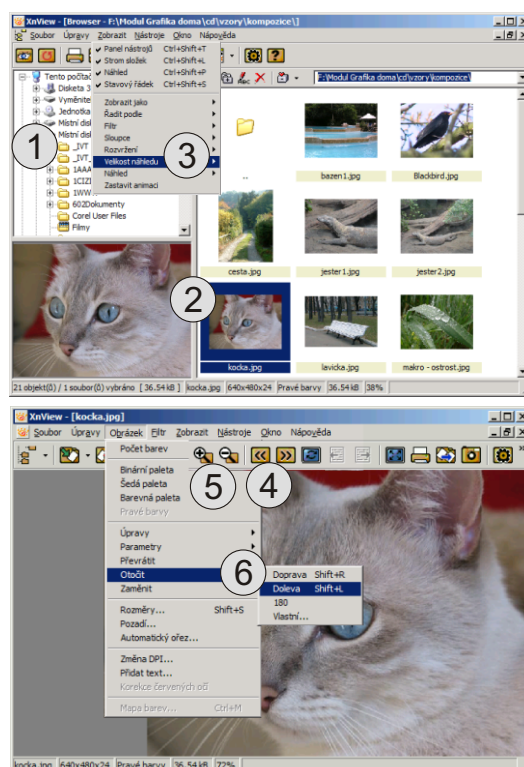 XnView - [Browser - F:\Modul Grafika doma\cd\vzory\kompozice\]
Soubor Úpravy Zobrazit Nástroje Okno Nápověda
Panel nástrojů Ctrl+Shift+T
Strom složek Ctrl+Shift+L
Náhled Ctrl+Shift+P
Stavový řádek Ctrl+Shift+S
Zobrazit jako
Řadit podle
Filtr
Sloupce
Rozvržení
Velikost náhledu
Náhled
Zastavit animaci
F:\Modul Grafika doma\cd\vzory\kompozice\
Tento počítač
Disketa 3
Vyměnite
Jednotka
Místní disk
Místní disk
_IVT
_IVT_
1AAA
1CIZI
1WW
602Dokumenty
Corel User Files
Filmy
1
3
2
..
bazen1.jpg
Blackbird.jpg
cesta.jpg
jester1.jpg
jester2.jpg
kocka.jpg
lavicka.jpg
makro - ostrost.jpg
21 objekt(ů) / 1 soubor(ů) vybráno [ 36.54 kB ] kocka.jpg 640x480x24 Pravé barvy 36.54 kB 38%
XnView - [kocka.jpg]
Soubor Úpravy Obrázek Filtr Zobrazit Nástroje Okno Nápověda
Počet barev
Binární paleta
Šedá paleta
Barevná paleta
Pravé barvy
Úpravy
Parametry
Převrátit
Otočit
Zaměnit
Rozměry... Shift+S
Pozadí...
Automatický ořez...
Změna DPI...
Přidat text...
Korekce červených očí
Mapa barev... Ctrl+M
5
4
6
Doprava Shift+R
Doleva Shift+L
180
Vlastní...
kocka.jpg 640x480x24 Pravé barvy 36.54 kB 72%